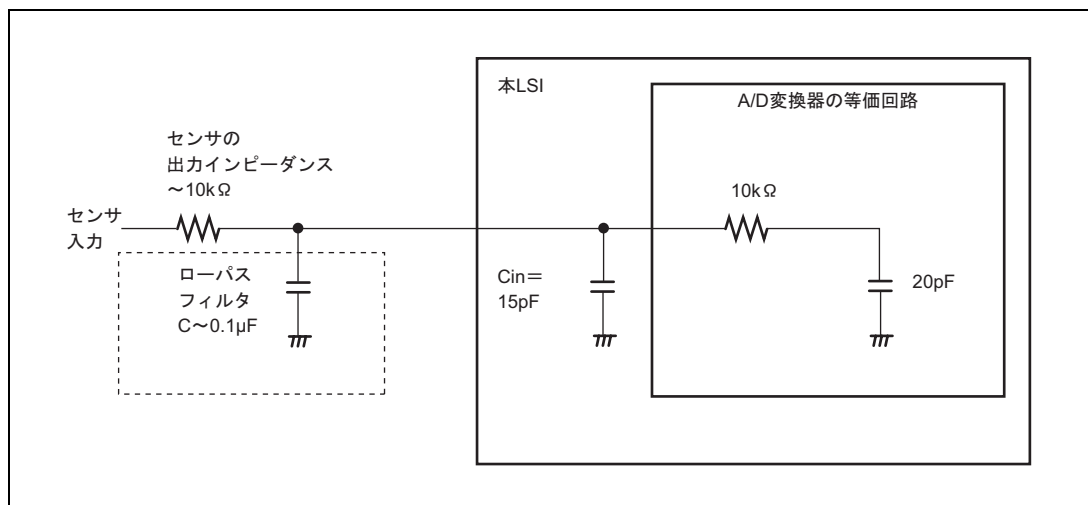 本LSI
A/D変換器の等価回路
センサの
出力インピーダンス
～10kΩ
10kΩ
センサ
入力
ローパス
フィルタ
C～0.1μF
Cin＝
15pF
20pF